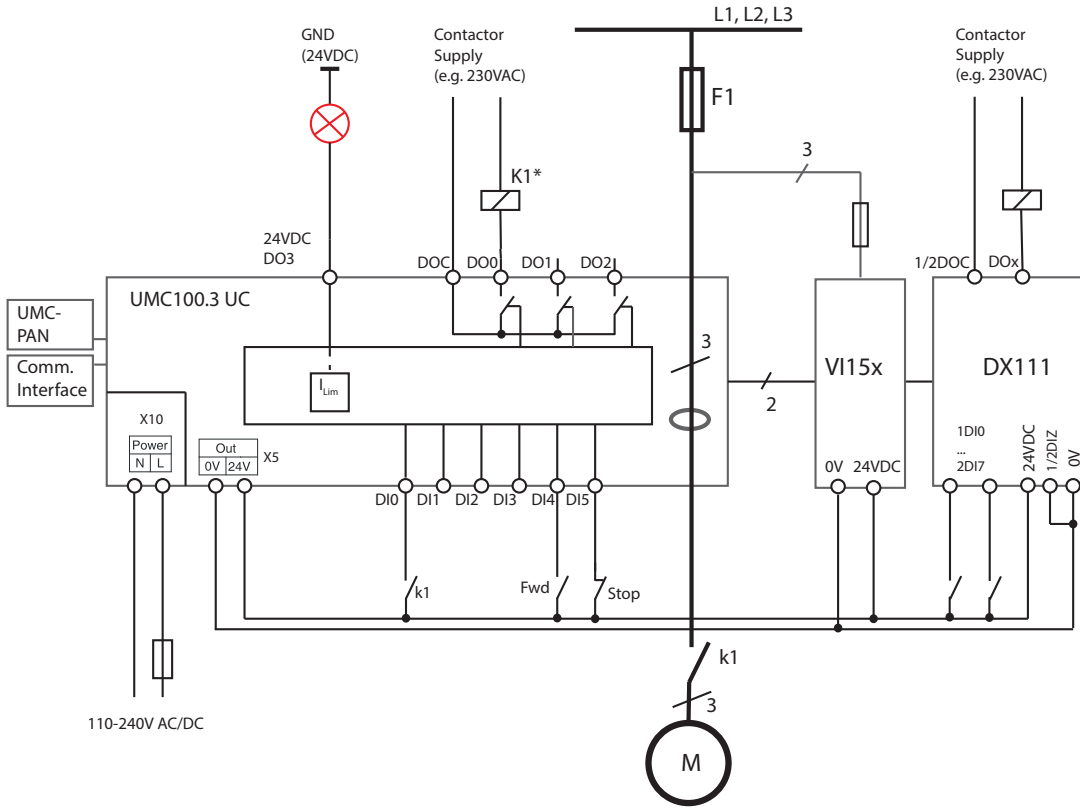 L1, L2, L3
GND
(24VDC)
Contactor
Supply
(e.g. 230VAC)
Contactor
Supply
(e.g. 230VAC)
F1
3
K1*
24VDC
DO3
DOC
DO0
DO1
DO2
1/2DOC
DOx
UMC100.3 UC
UMC-
PAN
Comm.
Interface
3
VI15x
DX111
ILim
2
X10
Power
N L
Out
0V 24V
X5
1DI0
...
2DI7
24VDC
1/2DIZ
0V
0V
24VDC
DI0
DI1
DI2
DI3
DI4
DI5
k1
Fwd
Stop
k1
3
110-240V AC/DC
M